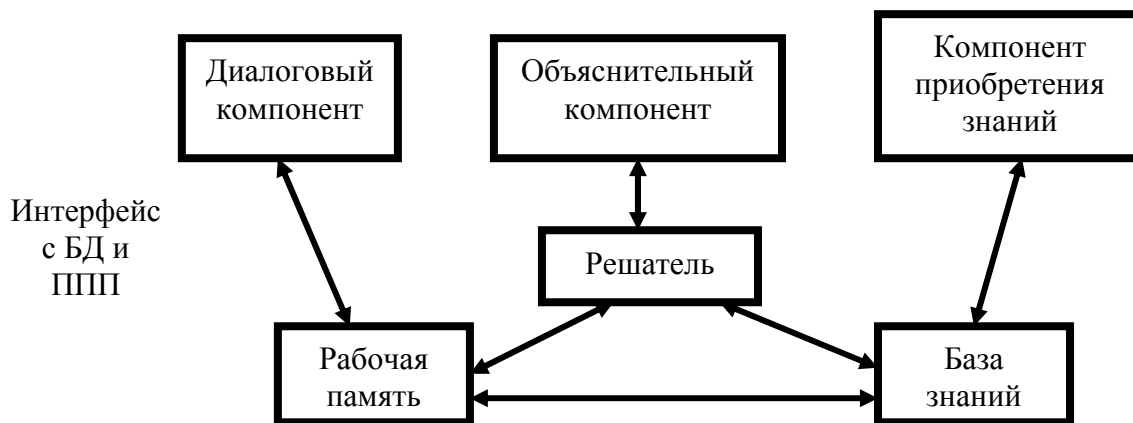 Диалоговый
компонент
Объяснительный
компонент
Компонент
приобретения
знаний
Интерфейс
с БД и
ППП
Решатель
Рабочая
память
База
знаний